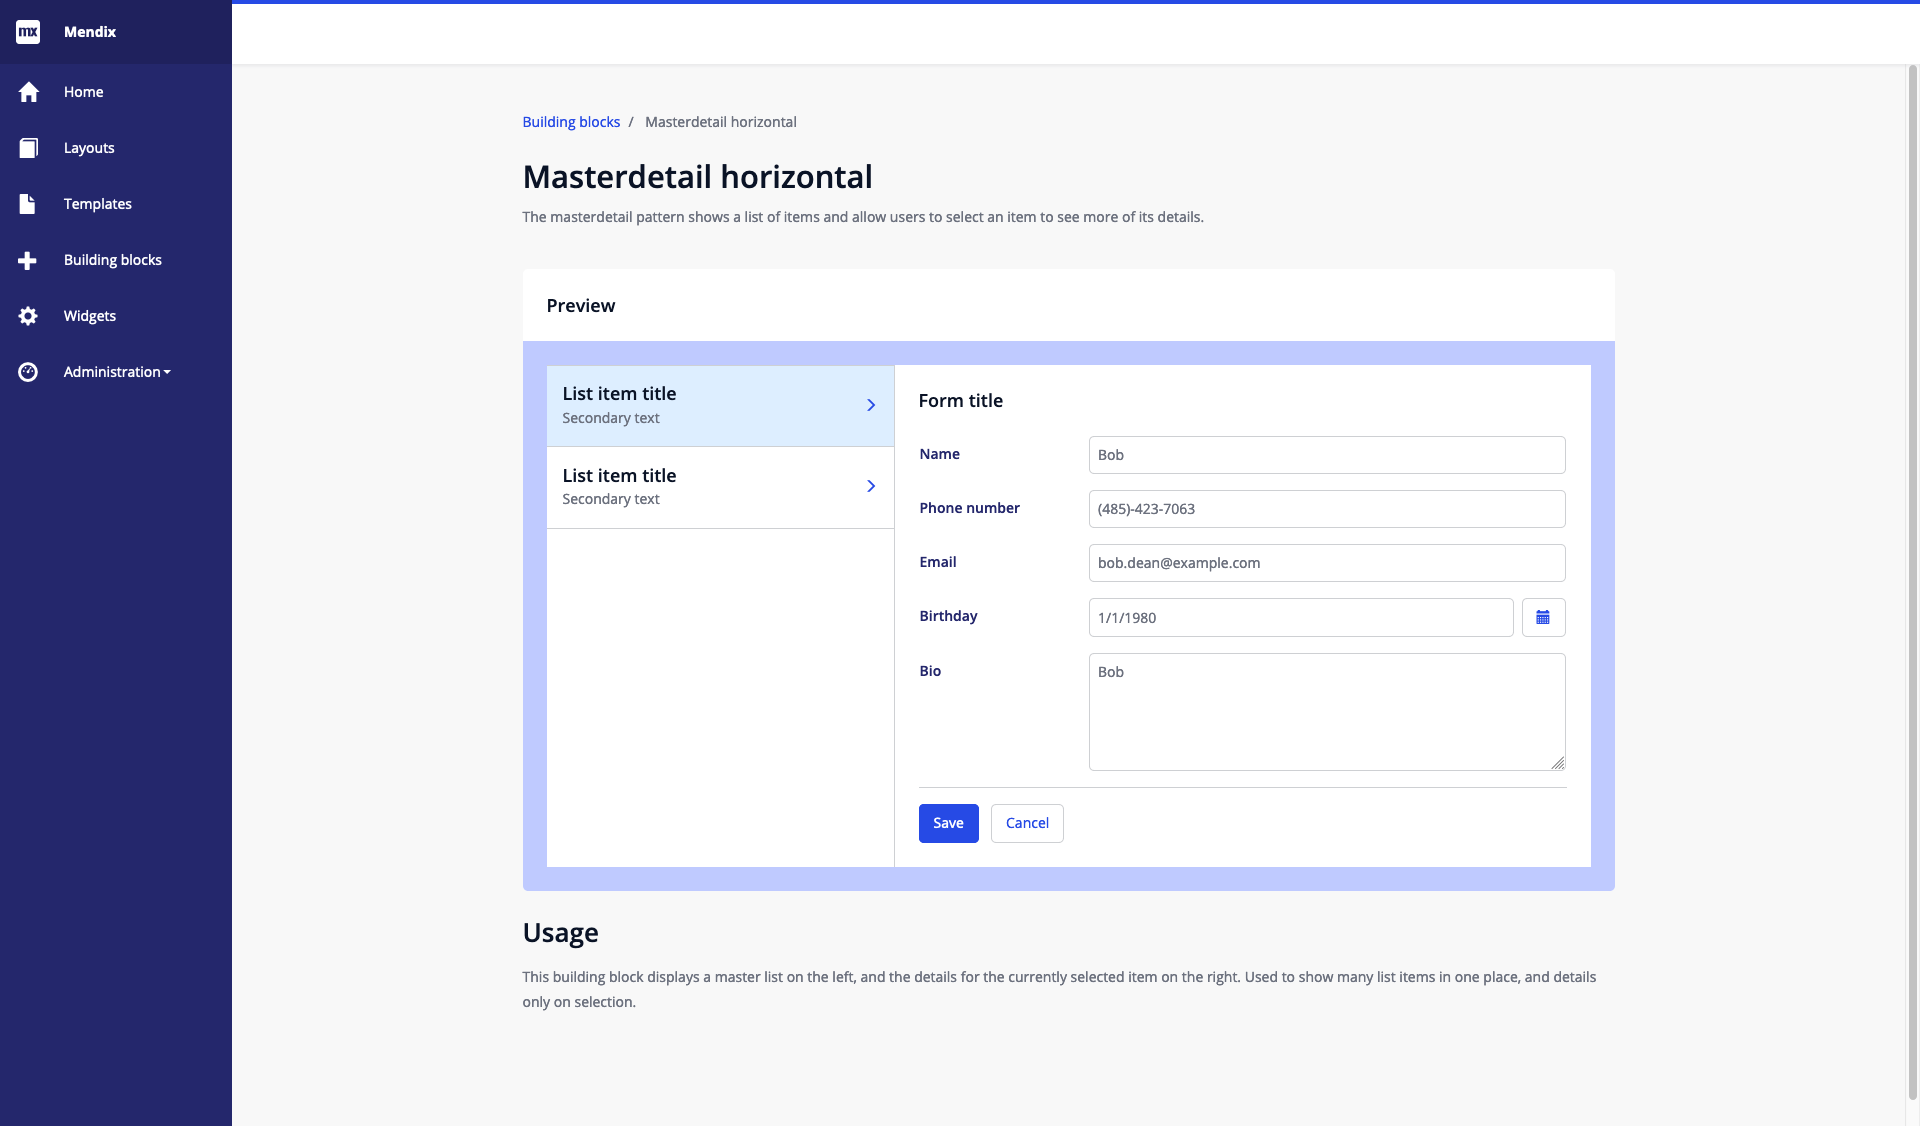 mx Mendix
Home
Layouts
Templates
Building blocks
Widgets
Administration
Building blocks / Masterdetail horizontal
Masterdetail horizontal
The masterdetail pattern shows a list of items and allow users to select an item to see more of its details.
Preview
List item title
Secondary text
List item title
Secondary text
Form title
Name Bob
Phone number (485)-423-7063
Email bob.dean@example.com
Birthday 1/1/1980
Bio Bob
Save Cancel
Usage
This building block displays a master list on the left, and the details for the currently selected item on the right. Used to show many list items in one place, and details
only on selection.